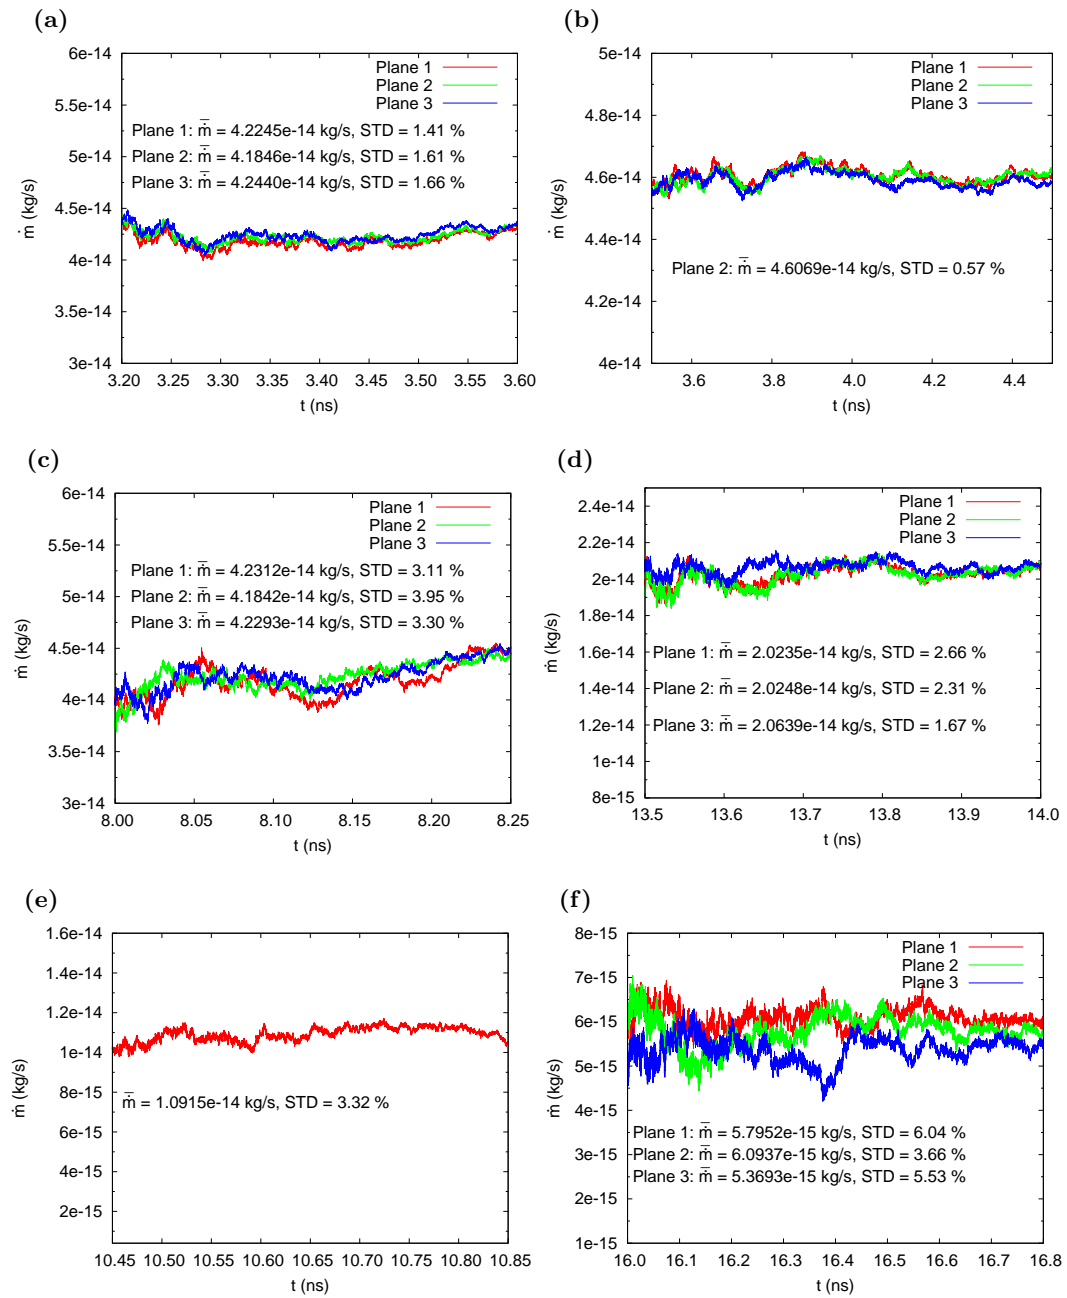 (a)
6e-14
5.5e-14
5e-14
4.5e-14
4e-14
3.5e-14
3e-14
ṁ (kg/s)
Plane 1
Plane 2
Plane 3
Plane 1: ṁ̄ = 4.2245e-14 kg/s, STD = 1.41 %
Plane 2: ṁ̄ = 4.1846e-14 kg/s, STD = 1.61 %
Plane 3: ṁ̄ = 4.2440e-14 kg/s, STD = 1.66 %
3.20 3.25 3.30 3.35 3.40 3.45 3.50 3.55 3.60
t (ns)
(b)
5e-14
4.8e-14
4.6e-14
4.4e-14
4.2e-14
4e-14
ṁ (kg/s)
Plane 1
Plane 2
Plane 3
Plane 2: ṁ̄ = 4.6069e-14 kg/s, STD = 0.57 %
3.6 3.8 4.0 4.2 4.4
t (ns)
(c)
6e-14
5.5e-14
5e-14
4.5e-14
4e-14
3.5e-14
3e-14
ṁ (kg/s)
Plane 1
Plane 2
Plane 3
Plane 1: ṁ̄ = 4.2312e-14 kg/s, STD = 3.11 %
Plane 2: ṁ̄ = 4.1842e-14 kg/s, STD = 3.95 %
Plane 3: ṁ̄ = 4.2293e-14 kg/s, STD = 3.30 %
8.00 8.05 8.10 8.15 8.20 8.25
t (ns)
(d)
2.4e-14
2.2e-14
2e-14
1.8e-14
1.6e-14
1.4e-14
1.2e-14
1e-14
8e-15
ṁ (kg/s)
Plane 1
Plane 2
Plane 3
Plane 1: ṁ̄ = 2.0235e-14 kg/s, STD = 2.66 %
Plane 2: ṁ̄ = 2.0248e-14 kg/s, STD = 2.31 %
Plane 3: ṁ̄ = 2.0639e-14 kg/s, STD = 1.67 %
13.5 13.6 13.7 13.8 13.9 14.0
t (ns)
(e)
1.6e-14
1.4e-14
1.2e-14
1e-14
8e-15
6e-15
4e-15
2e-15
ṁ (kg/s)
ṁ̄ = 1.0915e-14 kg/s, STD = 3.32 %
10.45 10.50 10.55 10.60 10.65 10.70 10.75 10.80 10.85
t (ns)
(f)
8e-15
7e-15
6e-15
5e-15
4e-15
3e-15
2e-15
1e-15
ṁ (kg/s)
Plane 1
Plane 2
Plane 3
Plane 1: ṁ̄ = 5.7952e-15 kg/s, STD = 6.04 %
Plane 2: ṁ̄ = 6.0937e-15 kg/s, STD = 3.66 %
Plane 3: ṁ̄ = 5.3693e-15 kg/s, STD = 5.53 %
16.0 16.1 16.2 16.3 16.4 16.5 16.6 16.7 16.8
t (ns)